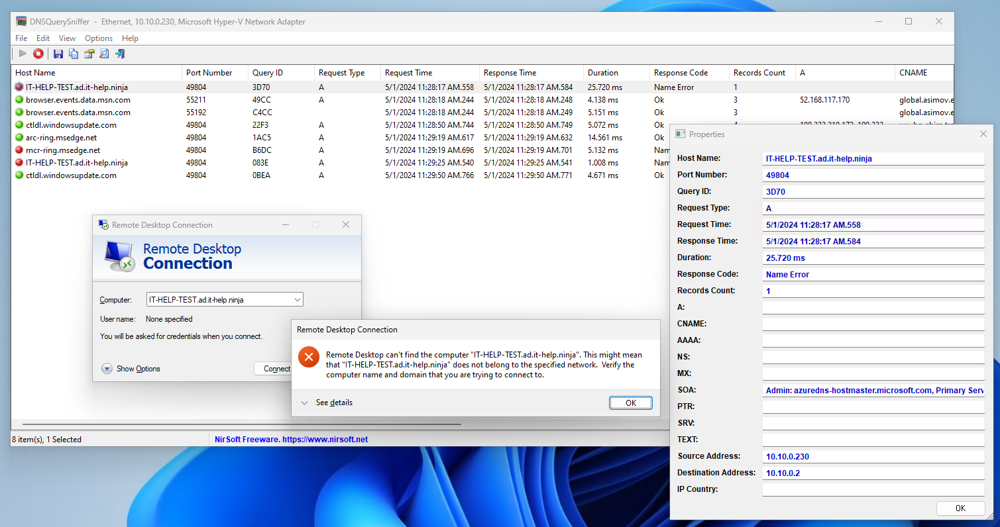 DNSQuerySniffer - Ethernet, 10.10.0.230, Microsoft Hyper-V Network Adapter
File Edit View Options Help
Host Name Port Number Query ID Request Type Request Time Response Time Duration Response Code Records Count A CNAME
IT-HELP-TEST.ad.it-help.ninja 49804 3D70 A 5/1/2024 11:28:17 AM.558 5/1/2024 11:28:17 AM.584 25.720 ms Name Error 1
browser.events.data.msn.com 55211 49CC A 5/1/2024 11:28:18 AM.244 5/1/2024 11:28:18 AM.248 4.138 ms Ok 3 52.168.117.170 global.asimov.e
browser.events.data.msn.com 55192 C4CC 5/1/2024 11:28:18 AM.244 5/1/2024 11:28:18 AM.249 5.151 ms Ok 3 global.asimov.e
ctldl.windowsupdate.com 49804 22F3 A 5/1/2024 11:28:50 AM.744 5/1/2024 11:28:50 AM.749 5.072 ms Ok
arc-ring.msedge.net 49804 1AC5 A 5/1/2024 11:29:19 AM.617 5/1/2024 11:29:19 AM.632 14.561 ms Ok
mcr-ring.msedge.net 49804 B6DC A 5/1/2024 11:29:19 AM.696 5/1/2024 11:29:19 AM.701 5.132 ms Nam
IT-HELP-TEST.ad.it-help.ninja 49804 083E A 5/1/2024 11:29:25 AM.540 5/1/2024 11:29:25 AM.541 1.008 ms Nam
ctldl.windowsupdate.com 49804 0BEA A 5/1/2024 11:29:50 AM.766 5/1/2024 11:29:50 AM.771 4.671 ms Ok
Remote Desktop Connection
Remote Desktop
Connection
Computer: IT-HELP-TEST.ad.it-help.ninja
User name: None specified
You will be asked for credentials when you connect.
Show Options Connect
Remote Desktop Connection
Remote Desktop can't find the computer "IT-HELP-TEST.ad.it-help.ninja". This might mean
that "IT-HELP-TEST.ad.it-help.ninja" does not belong to the specified network. Verify the
computer name and domain that you are trying to connect to.
See details OK
8 item(s), 1 Selected NirSoft Freeware. https://www.nirsoft.net
Properties
Host Name: IT-HELP-TEST.ad.it-help.ninja
Port Number: 49804
Query ID: 3D70
Request Type: A
Request Time: 5/1/2024 11:28:17 AM.558
Response Time: 5/1/2024 11:28:17 AM.584
Duration: 25.720 ms
Response Code: Name Error
Records Count: 1
A:
CNAME:
AAAA:
NS:
MX:
SOA: Admin: azuredns-hostmaster.microsoft.com, Primary Serv
PTR:
SRV:
TEXT:
Source Address: 10.10.0.230
Destination Address: 10.10.0.2
IP Country:
OK